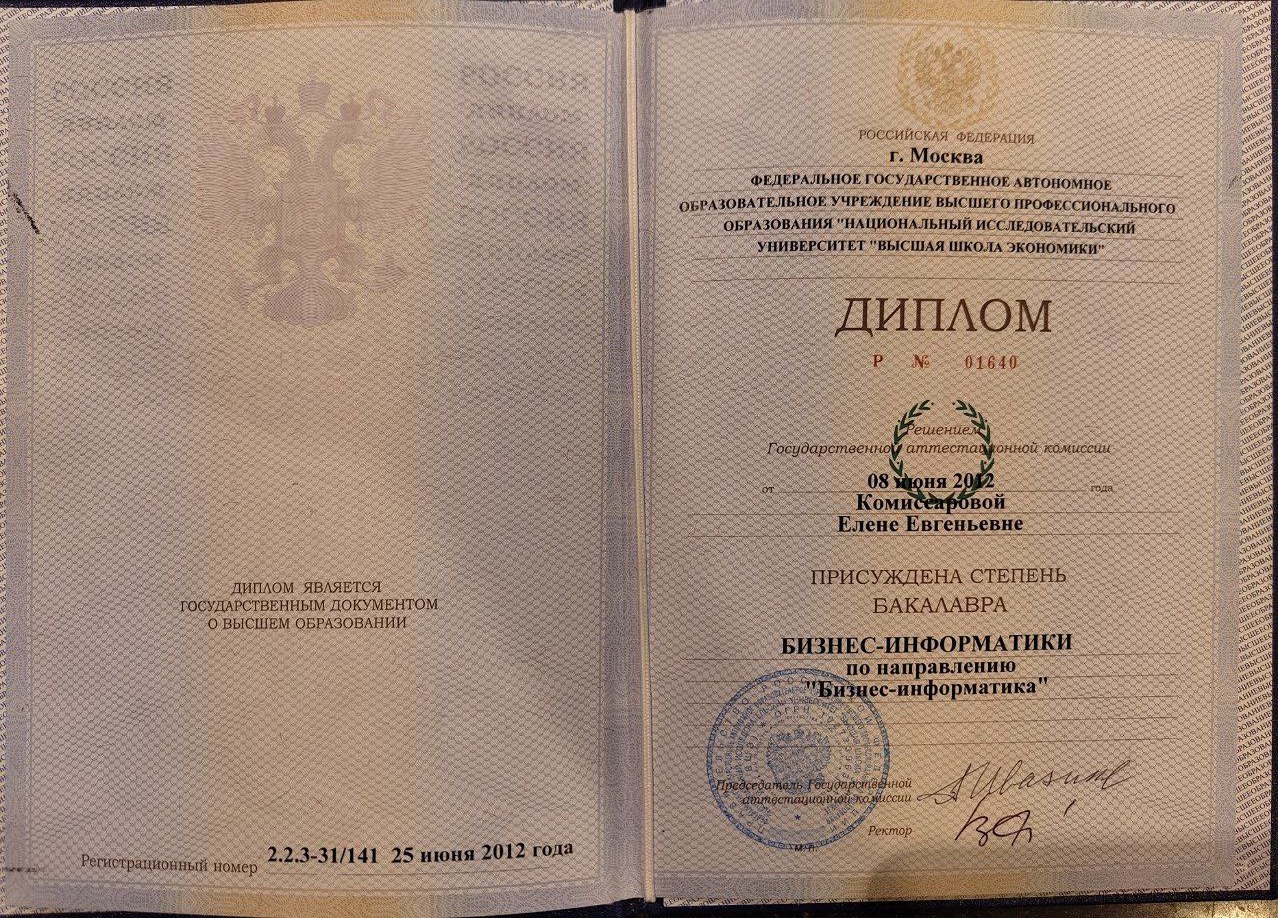 ДИПЛОМ ЯВЛЯЕТСЯ
ГОСУДАРСТВЕННЫМ ДОКУМЕНТОМ
О ВЫСШЕМ ОБРАЗОВАНИИ
Регистрационный номер 2.2.3-31/141 25 июня 2012 года
РОССИЙСКАЯ ФЕДЕРАЦИЯ
г. Москва
ФЕДЕРАЛЬНОЕ ГОСУДАРСТВЕННОЕ АВТОНОМНОЕ
ОБРАЗОВАТЕЛЬНОЕ УЧРЕЖДЕНИЕ ВЫСШЕГО ПРОФЕССИОНАЛЬНОГО
ОБРАЗОВАНИЯ "НАЦИОНАЛЬНЫЙ ИССЛЕДОВАТЕЛЬСКИЙ
УНИВЕРСИТЕТ "ВЫСШАЯ ШКОЛА ЭКОНОМИКИ"
ДИПЛОМ
Р № 01640
Решением
Государственной аттестационной комиссии
от 08 июня 2012 года
Комиссаровой
Елене Евгеньевне
ПРИСУЖДЕНА СТЕПЕНЬ
БАКАЛАВРА
БИЗНЕС-ИНФОРМАТИКИ
по направлению
"Бизнес-информатика"
Председатель Государственной
аттестационной комиссии
Ректор
М.П.